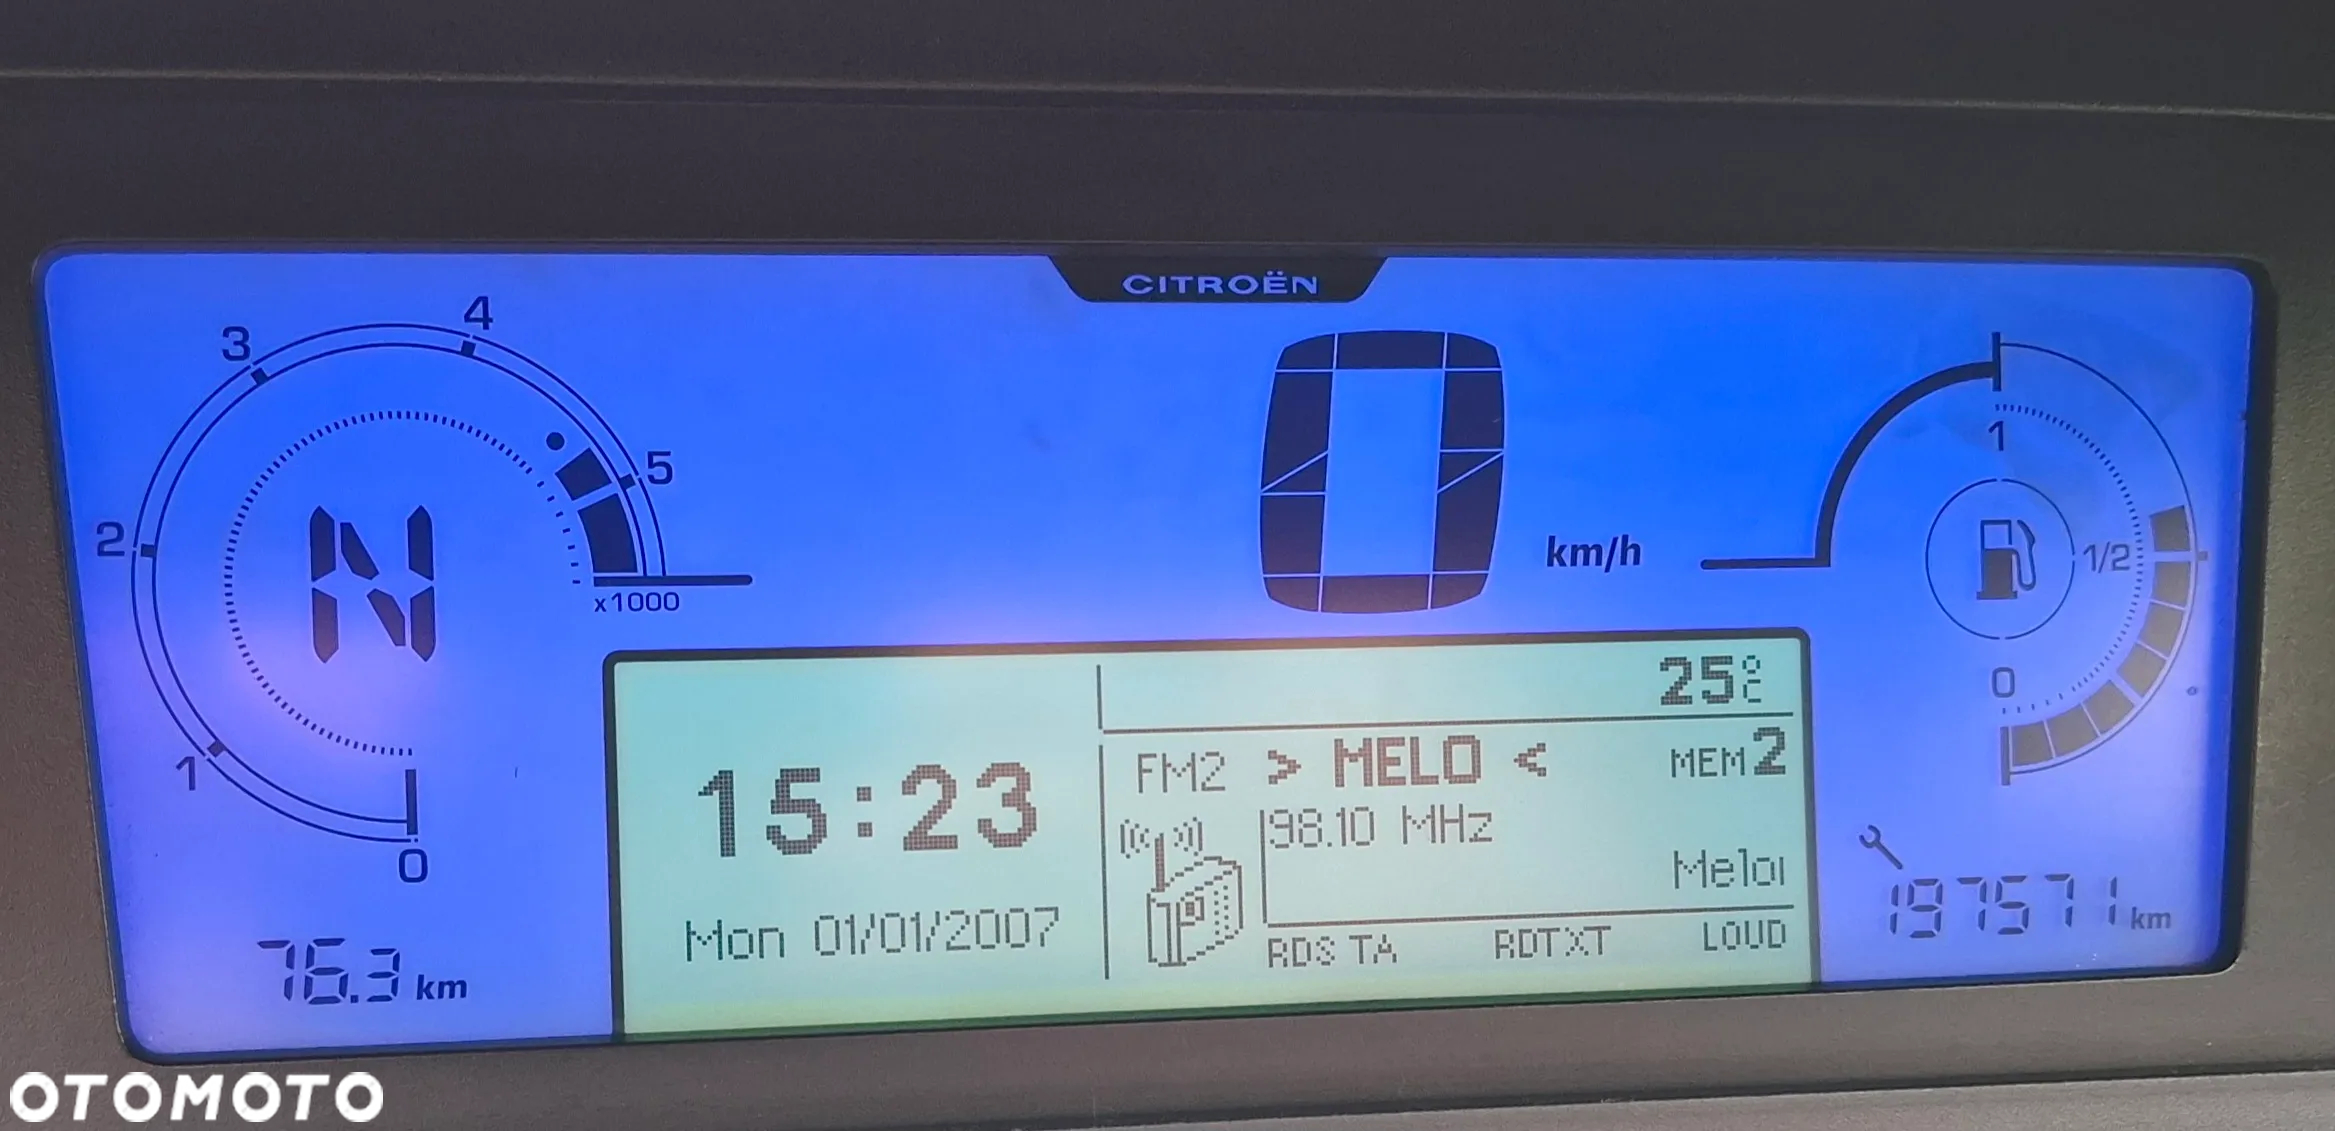 CITROËN
4
3
5
2
1
0
x1000
N
0
km/h
1
1/2
0
25°C
15:23
FM2 > MELO < MEM 2
98.10 MHz
Mon 01/01/2007
RDS TA RDTXT LOUD
76.3 km
197571 km
OTOMOTO